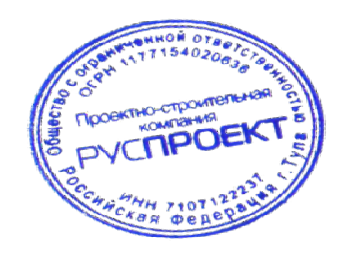 Общество с ограниченной ответственностью
ОГРН 1177154020636
Проектно-строительная
компания
РУСПРОЕКТ
ИНН 7107122237
Российская Федерация г.Тула